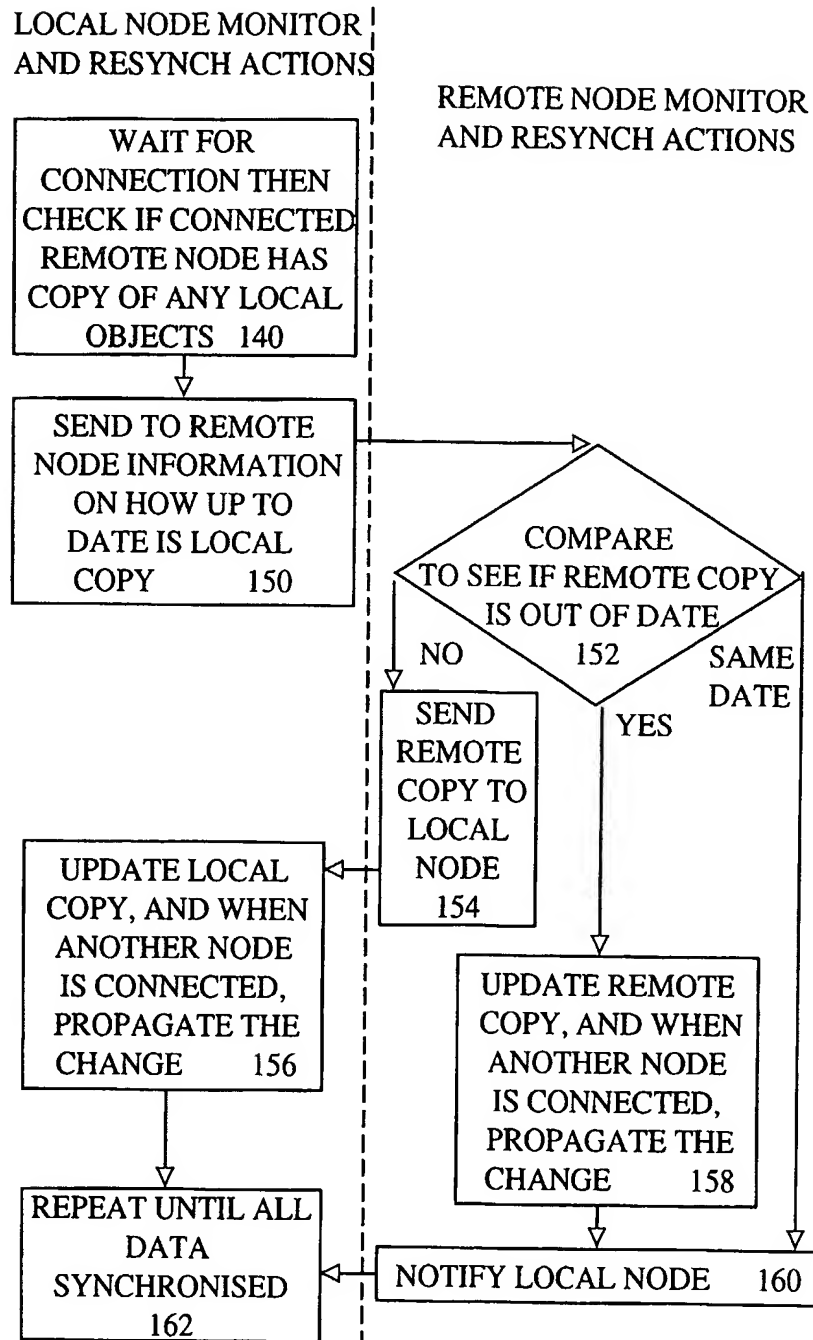 LOCAL NODE MONITOR
AND RESYNCH ACTIONS
REMOTE NODE MONITOR
AND RESYNCH ACTIONS
WAIT FOR
CONNECTION THEN
CHECK IF CONNECTED
REMOTE NODE HAS
COPY OF ANY LOCAL
OBJECTS 140
SEND TO REMOTE
NODE INFORMATION
ON HOW UP TO
DATE IS LOCAL
COPY 150
COMPARE
TO SEE IF REMOTE COPY
IS OUT OF DATE
152
NO
YES
SAME
DATE
SEND
REMOTE
COPY TO
LOCAL
NODE
154
UPDATE LOCAL
COPY, AND WHEN
ANOTHER NODE
IS CONNECTED,
PROPAGATE THE
CHANGE 156
UPDATE REMOTE
COPY, AND WHEN
ANOTHER NODE
IS CONNECTED,
PROPAGATE THE
CHANGE 158
NOTIFY LOCAL NODE 160
REPEAT UNTIL ALL
DATA
SYNCHRONISED
162